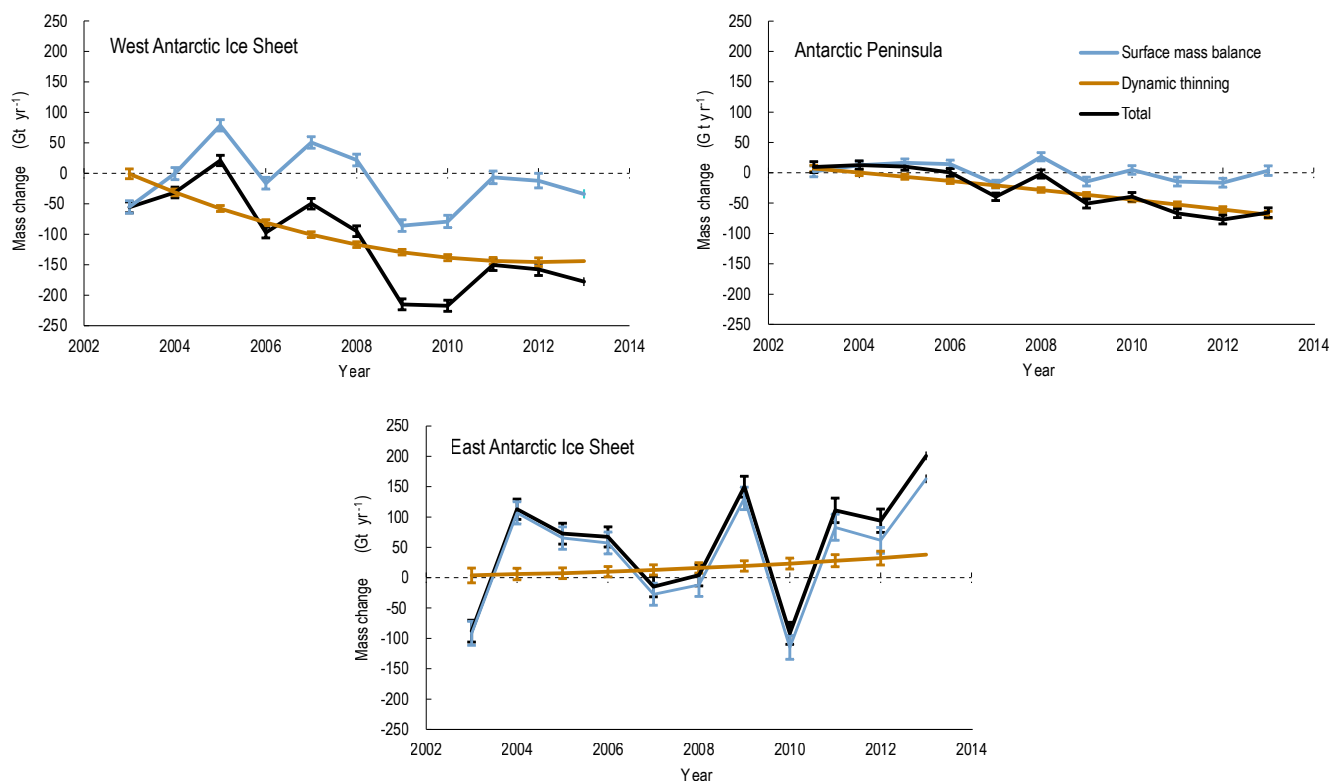 West Antarctic Ice Sheet
Mass change (Gt yr-1)
250
200
150
100
50
0
-50
-100
-150
-200
-250
2002 2004 2006 2008 2010 2012 2014
Year
Antarctic Peninsula
Surface mass balance
Dynamic thinning
Total
Mass change (Gt yr-1)
250
200
150
100
50
0
-50
-100
-150
-200
-250
2002 2004 2006 2008 2010 2012 2014
Year
East Antarctic Ice Sheet
Mass change (Gt yr-1)
250
200
150
100
50
0
-50
-100
-150
-200
-250
2002 2004 2006 2008 2010 2012 2014
Year